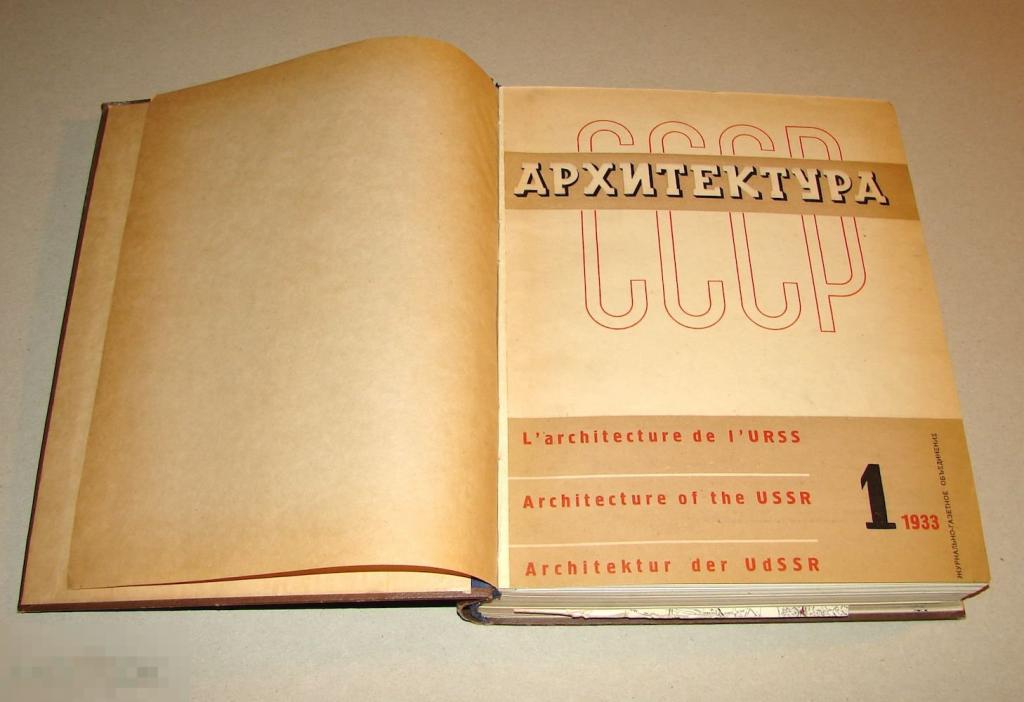 СССР
АРХИТЕКТУРА
L'architecture de l'URSS
Architecture of the USSR
Architektur der UdSSR
1
1933
ЖУРНАЛЬНО-ГАЗЕТНОЕ ОБЪЕДИНЕНИЕ